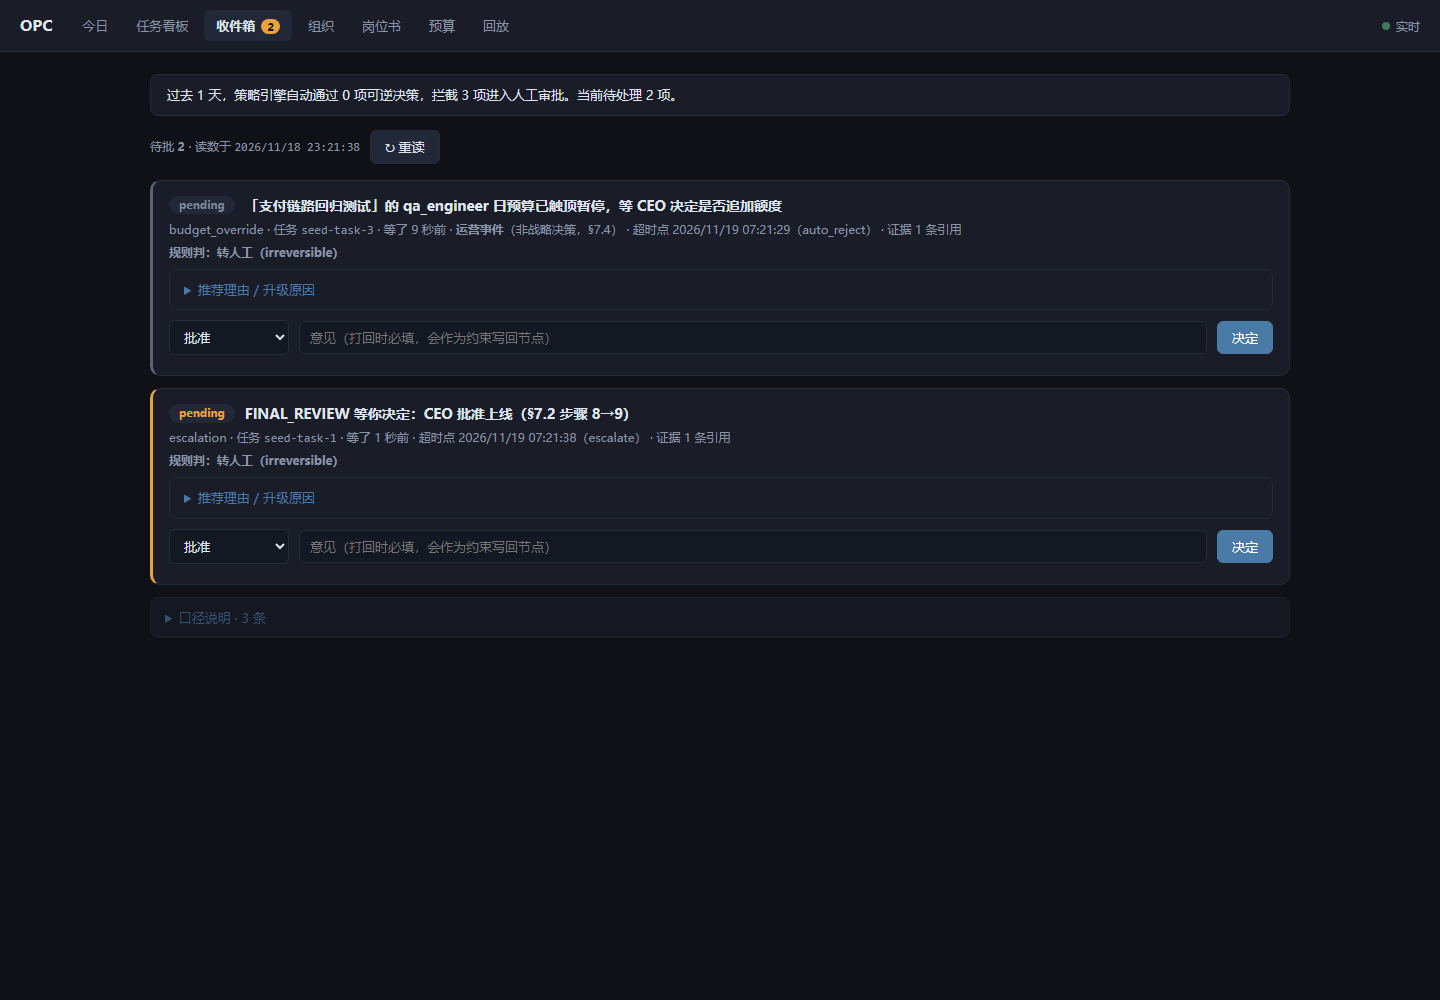 OPC 今日 任务看板 收件箱 2 组织 岗位书 预算 回放 实时
过去 1 天，策略引擎自动通过 0 项可逆决策，拦截 3 项进入人工审批。当前待处理 2 项。
待批 2 · 读数于 2026/11/18 23:21:38 ↻ 重读
pending 「支付链路回归测试」的 qa_engineer 日预算已触顶暂停，等 CEO 决定是否追加额度
budget_override · 任务 seed-task-3 · 等了 9 秒前 · 运营事件（非战略决策，§7.4） · 超时点 2026/11/19 07:21:29（auto_reject） · 证据 1 条引用
规则判：转人工（irreversible）
▶ 推荐理由 / 升级原因
批准 意见（打回时必填，会作为约束写回节点） 决定
pending FINAL_REVIEW 等你决定：CEO 批准上线（§7.2 步骤 8→9）
escalation · 任务 seed-task-1 · 等了 1 秒前 · 超时点 2026/11/19 07:21:38（escalate） · 证据 1 条引用
规则判：转人工（irreversible）
▶ 推荐理由 / 升级原因
批准 意见（打回时必填，会作为约束写回节点） 决定
▶ 口径说明 · 3 条